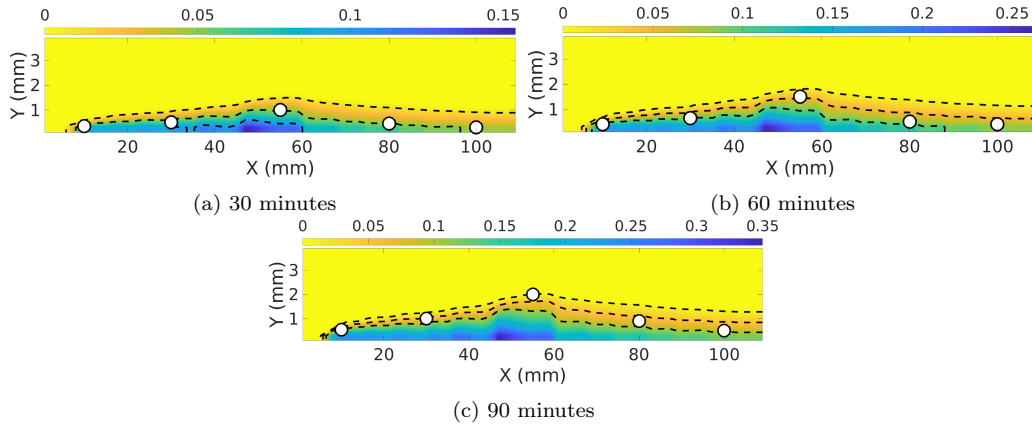 0 0.05 0.1 0.15
Y (mm)
3
2
1
20 40 60 80 100
X (mm)
(a) 30 minutes
0 0.05 0.1 0.15 0.2 0.25
Y (mm)
3
2
1
20 40 60 80 100
X (mm)
(b) 60 minutes
0 0.05 0.1 0.15 0.2 0.25 0.3 0.35
Y (mm)
3
2
1
20 40 60 80 100
X (mm)
(c) 90 minutes